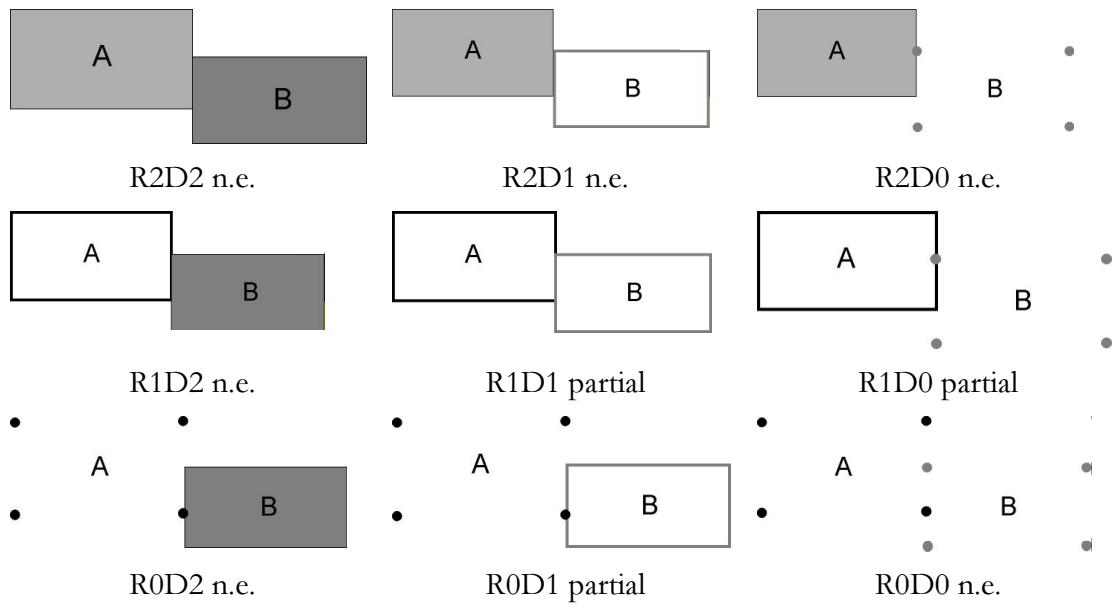 A B A B A B
R2D2 n.e. R2D1 n.e. R2D0 n.e.
A B A B A B
R1D2 n.e. R1D1 partial R1D0 partial
A B A B A B
R0D2 n.e. R0D1 partial R0D0 n.e.